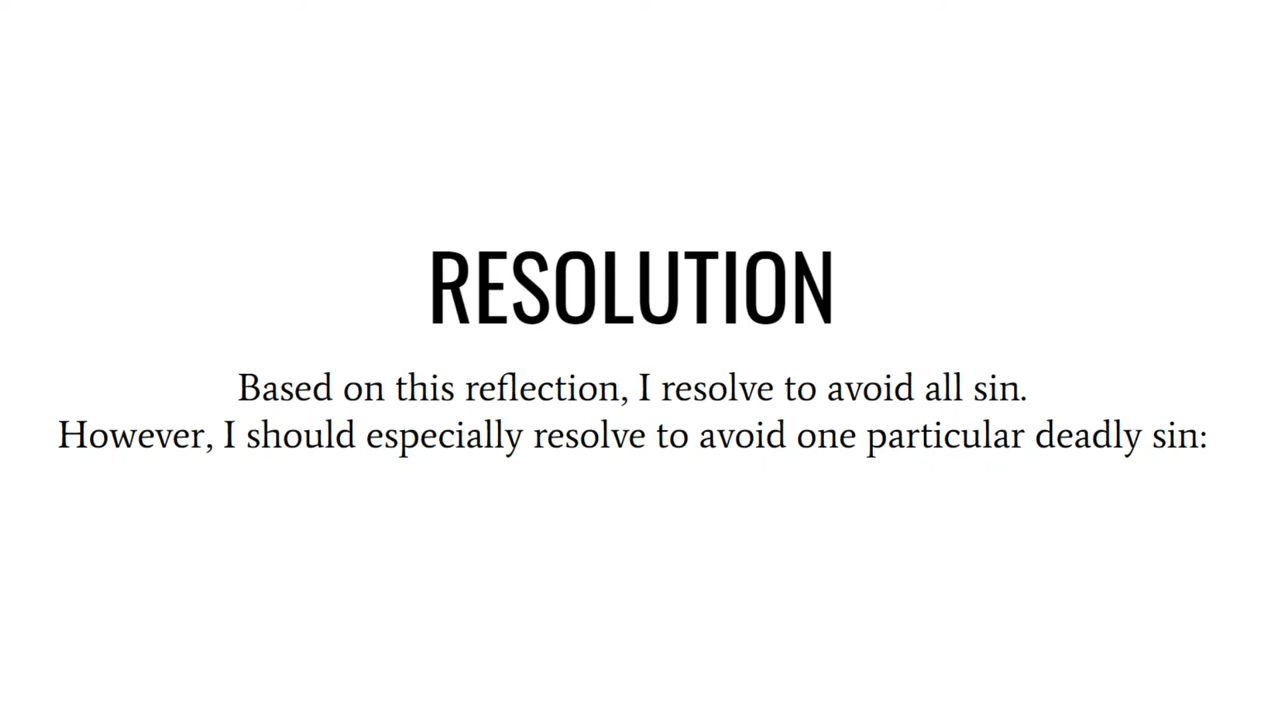 RESOLUTION
Based on this reflection, I resolve to avoid all sin.
However, I should especially resolve to avoid one particular deadly sin: